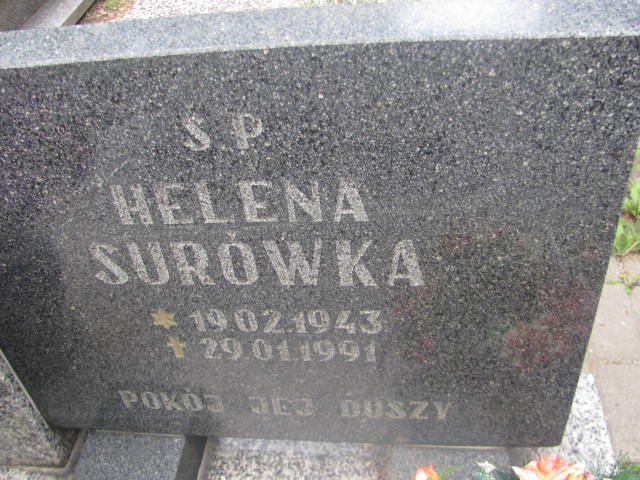 Ś.P.
HELENA
SURÓWKA
* 19.02.1943
✝ 29.01.1991
POKÓJ JEJ DUSZY